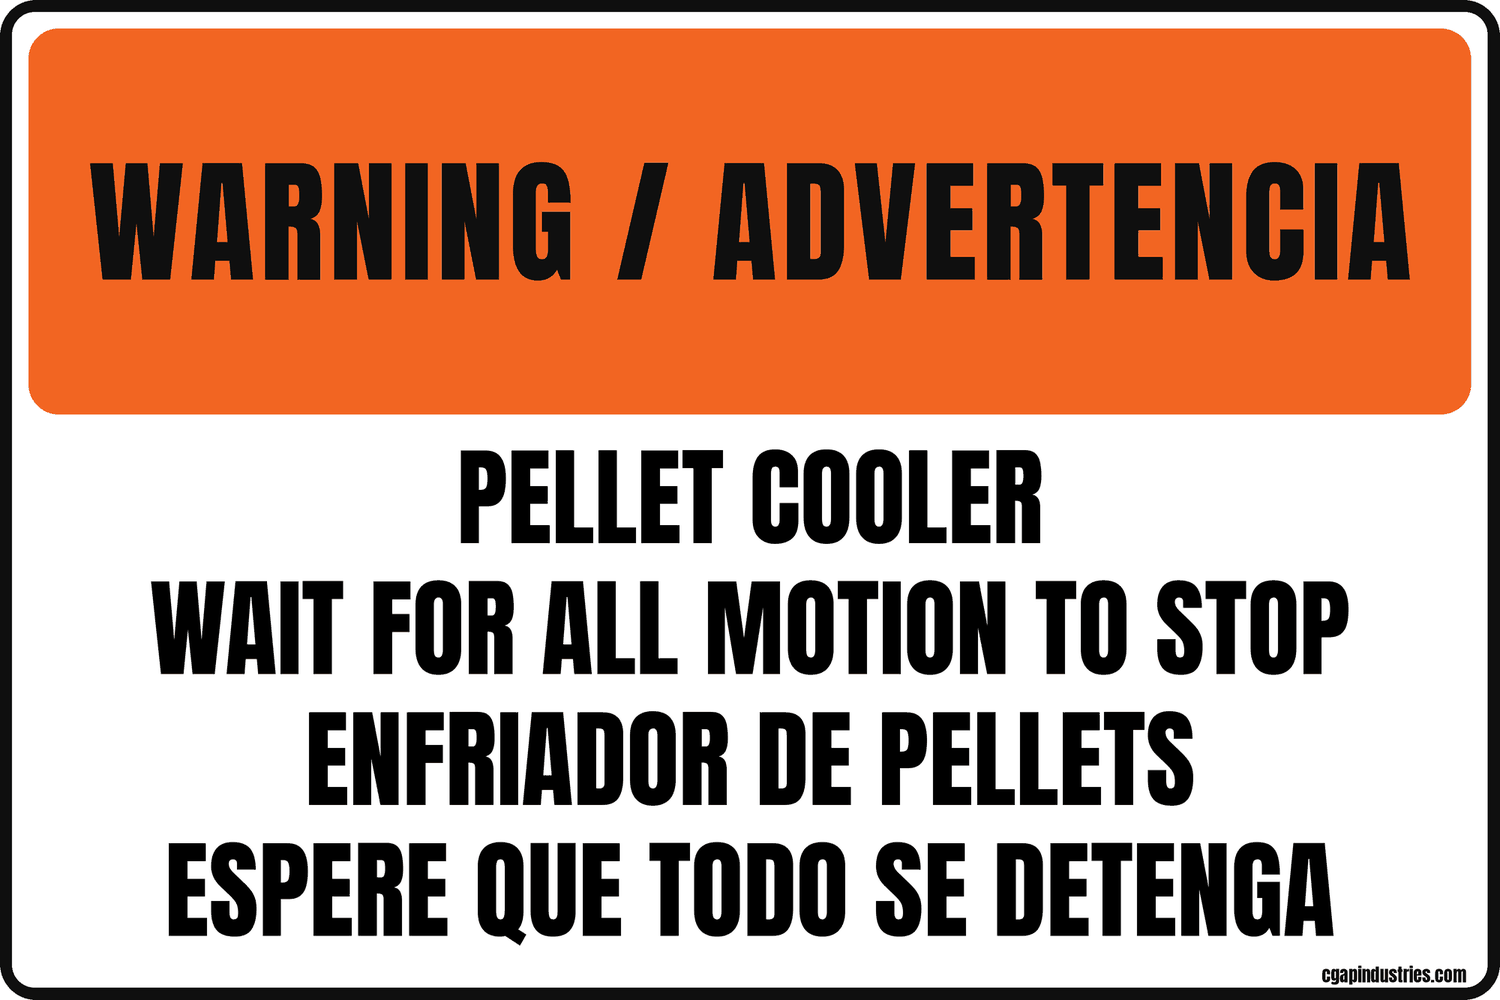 WARNING / ADVERTENCIA
PELLET COOLER
WAIT FOR ALL MOTION TO STOP
ENFRIADOR DE PELLETS
ESPERE QUE TODO SE DETENGA
cgapindustries.com